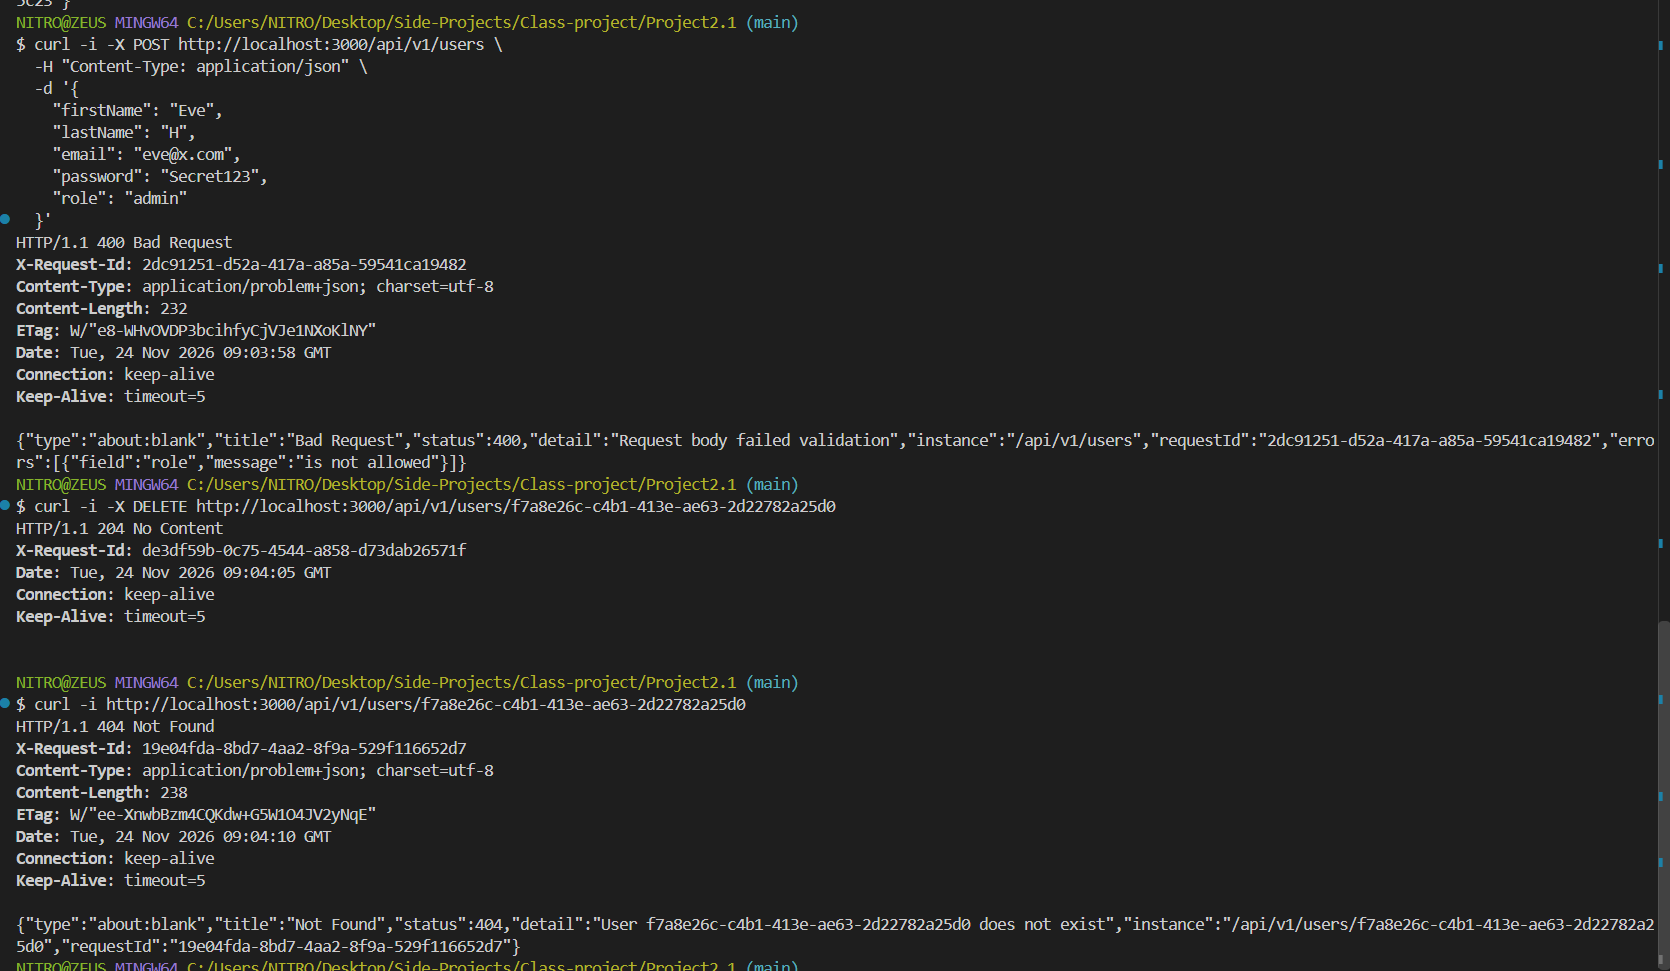 5c25"}
NITRO@ZEUS MINGW64 C:/Users/NITRO/Desktop/Side-Projects/Class-project/Project2.1 (main)
$ curl -i -X POST http://localhost:3000/api/v1/users \
  -H "Content-Type: application/json" \
  -d '{
    "firstName": "Eve",
    "lastName": "H",
    "email": "eve@x.com",
    "password": "Secret123",
    "role": "admin"
  }'
HTTP/1.1 400 Bad Request
X-Request-Id: 2dc91251-d52a-417a-a85a-59541ca19482
Content-Type: application/problem+json; charset=utf-8
Content-Length: 232
ETag: W/"e8-WHvOVDP3bcihfyCjVJe1NXoKlNY"
Date: Tue, 24 Nov 2026 09:03:58 GMT
Connection: keep-alive
Keep-Alive: timeout=5
{"type":"about:blank","title":"Bad Request","status":400,"detail":"Request body failed validation","instance":"/api/v1/users","requestId":"2dc91251-d52a-417a-a85a-59541ca19482","erro
rs":[{"field":"role","message":"is not allowed"}]}
NITRO@ZEUS MINGW64 C:/Users/NITRO/Desktop/Side-Projects/Class-project/Project2.1 (main)
$ curl -i -X DELETE http://localhost:3000/api/v1/users/f7a8e26c-c4b1-413e-ae63-2d22782a25d0
HTTP/1.1 204 No Content
X-Request-Id: de3df59b-0c75-4544-a858-d73dab26571f
Date: Tue, 24 Nov 2026 09:04:05 GMT
Connection: keep-alive
Keep-Alive: timeout=5
NITRO@ZEUS MINGW64 C:/Users/NITRO/Desktop/Side-Projects/Class-project/Project2.1 (main)
$ curl -i http://localhost:3000/api/v1/users/f7a8e26c-c4b1-413e-ae63-2d22782a25d0
HTTP/1.1 404 Not Found
X-Request-Id: 19e04fda-8bd7-4aa2-8f9a-529f116652d7
Content-Type: application/problem+json; charset=utf-8
Content-Length: 238
ETag: W/"ee-XnwbBzm4CQKdw+G5W1O4JV2yNqE"
Date: Tue, 24 Nov 2026 09:04:10 GMT
Connection: keep-alive
Keep-Alive: timeout=5
{"type":"about:blank","title":"Not Found","status":404,"detail":"User f7a8e26c-c4b1-413e-ae63-2d22782a25d0 does not exist","instance":"/api/v1/users/f7a8e26c-c4b1-413e-ae63-2d22782a2
5d0","requestId":"19e04fda-8bd7-4aa2-8f9a-529f116652d7"}
NITRO@ZEUS MINGW64 C:/Users/NITRO/Desktop/Side-Projects/Class-project/Project2.1 (main)